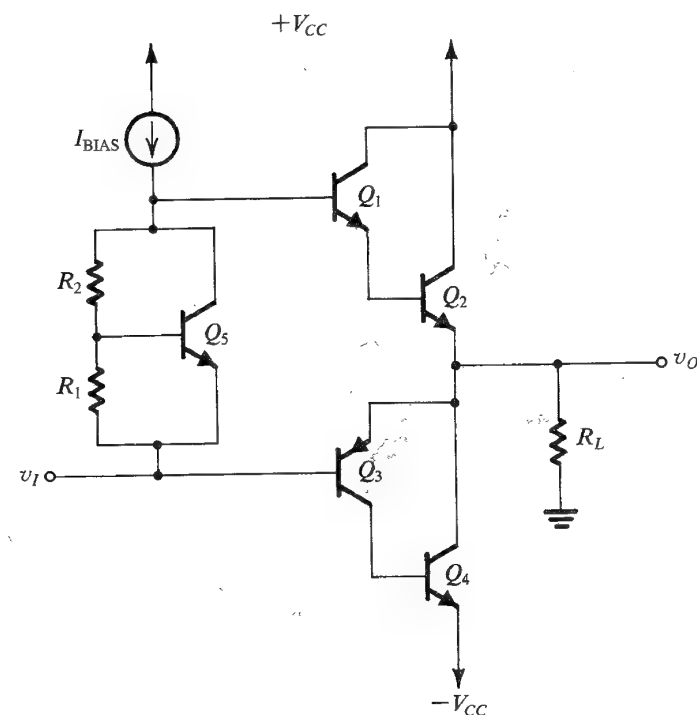 +V_CC
I_BIAS
Q_1
R_2
Q_2
Q_5
v_O
R_1
R_L
v_I
Q_3
Q_4
−V_CC